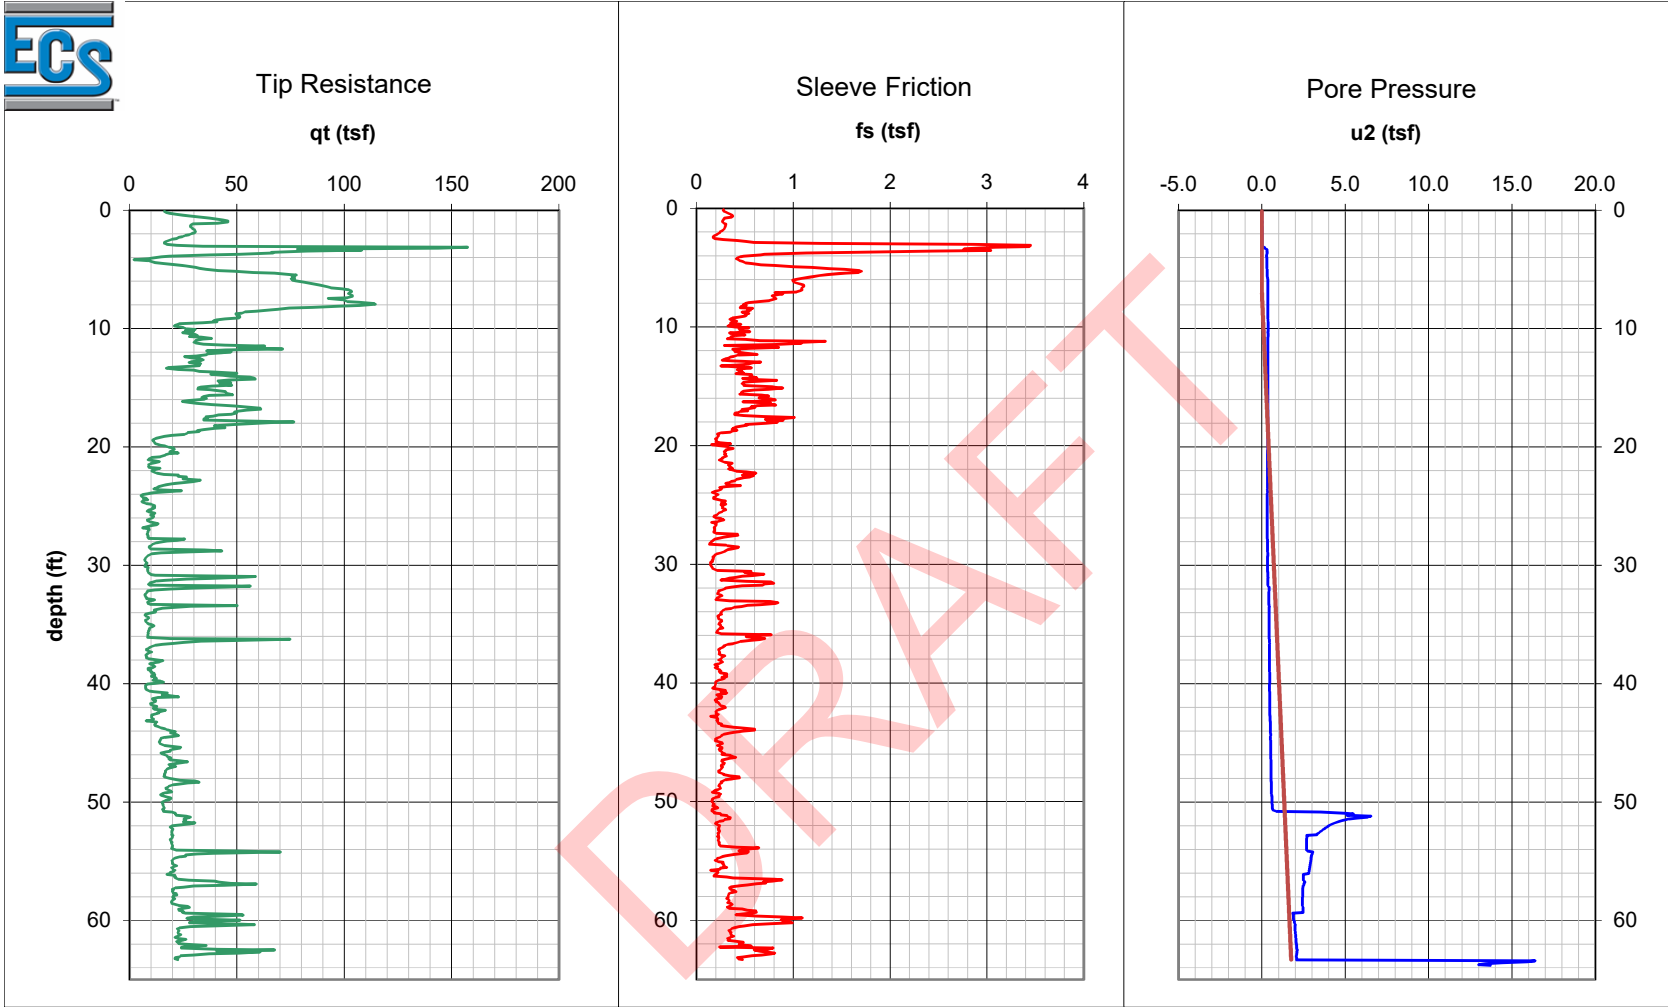 ECS
Tip Resistance
qt (tsf)
0 50 100 150 200
0
10
20
30
40
50
60
depth (ft)
Sleeve Friction
fs (tsf)
0 1 2 3 4
0
10
20
30
40
50
60
Pore Pressure
u2 (tsf)
-5.0 0.0 5.0 10.0 15.0 20.0
0
10
20
30
40
50
60
DRAFT